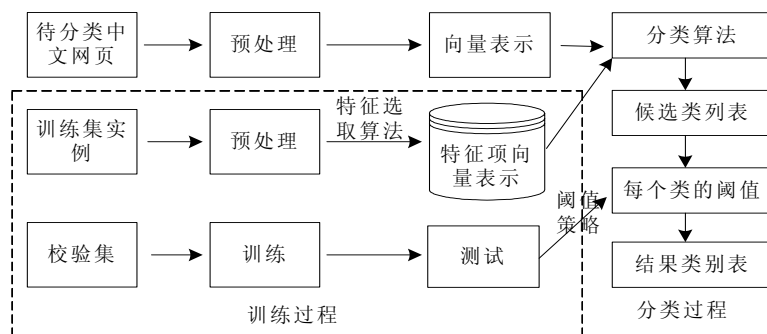 待分类中
文网页
预处理
向量表示
分类算法
训练集实
例
预处理
特征选
取算法
特征项向
量表示
候选类列表
阈值
策略
每个类的阈值
校验集
训练
测试
结果类别表
训练过程
分类过程